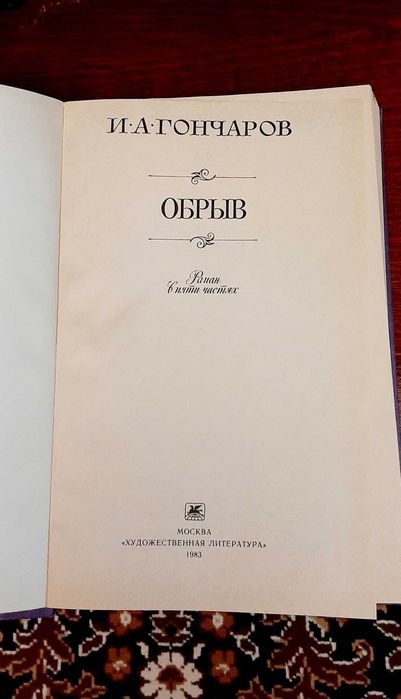 И·А·ГОНЧАРОВ
ОБРЫВ
Роман
в пяти частях
МОСКВА
«ХУДОЖЕСТВЕННАЯ ЛИТЕРАТУРА»
1983